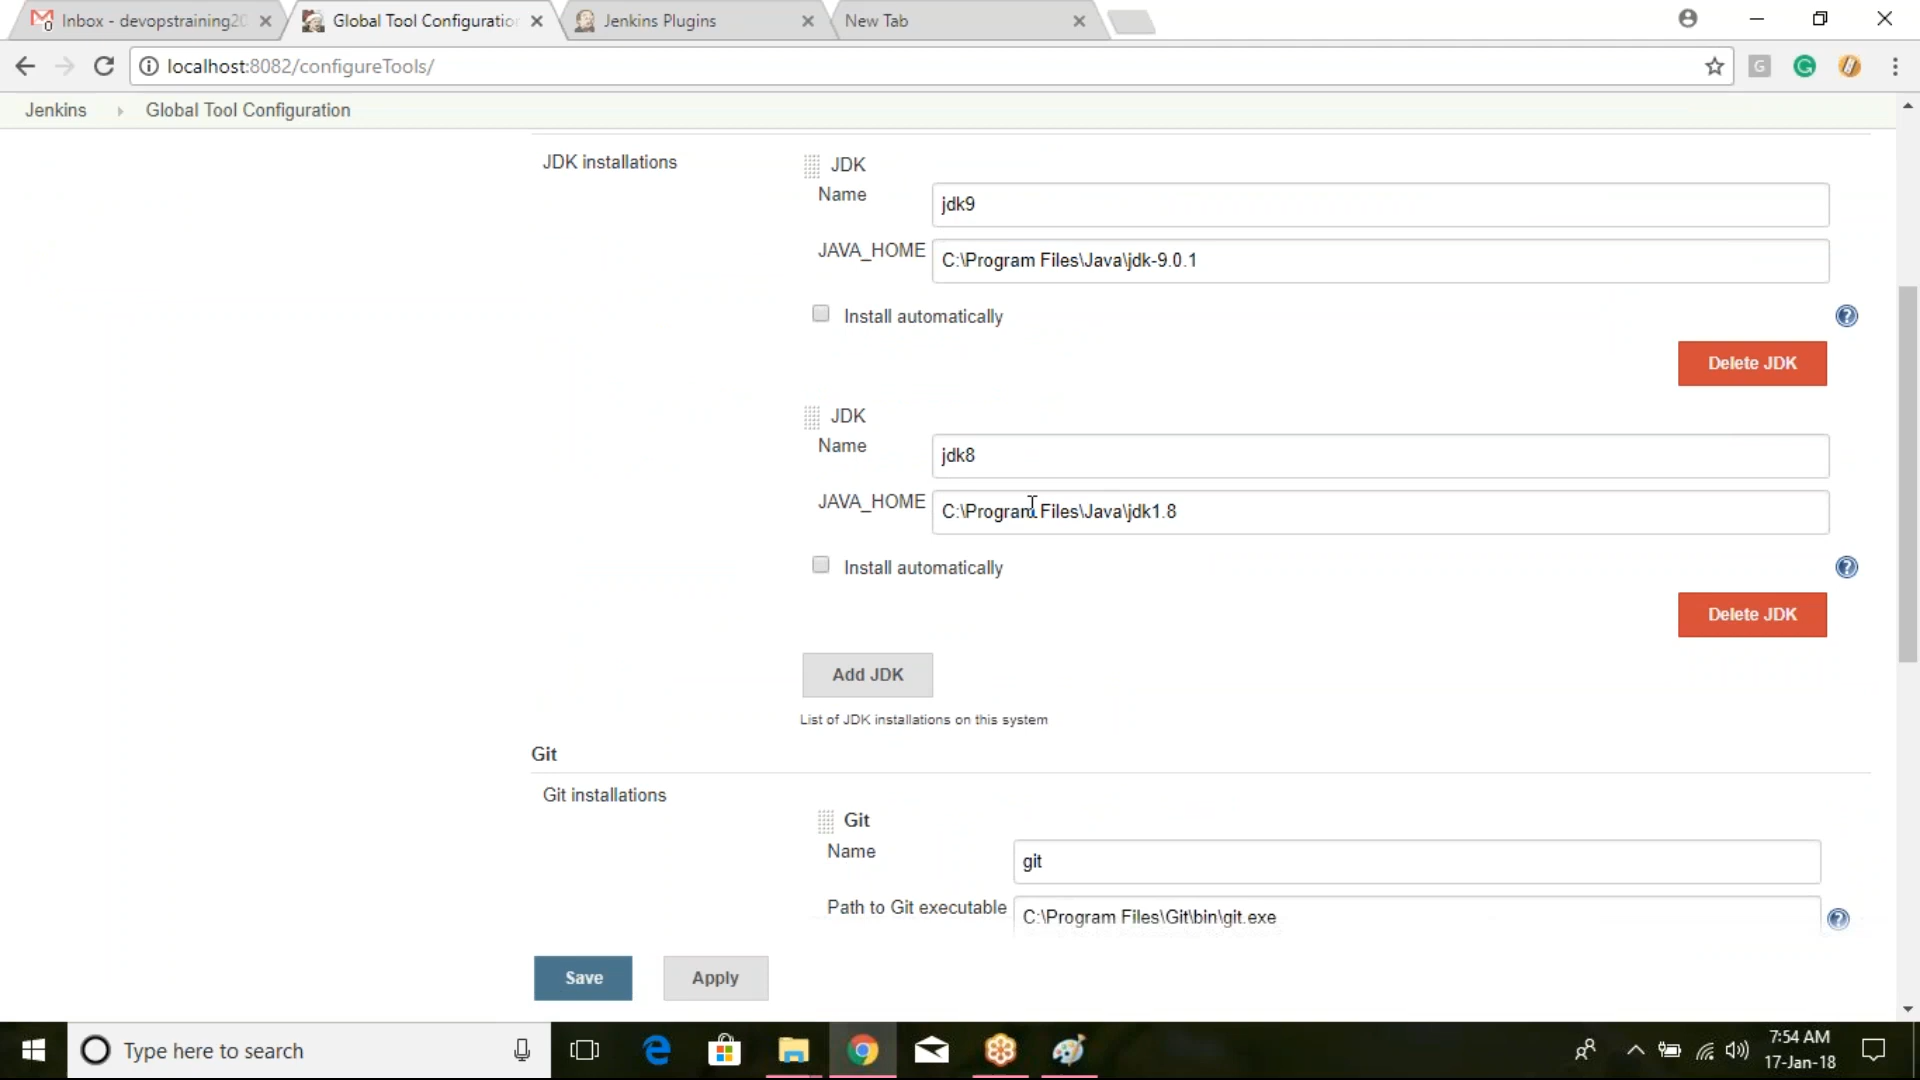 Inbox - devopstraining20
Global Tool Configuration
Jenkins Plugins
New Tab
localhost:8082/configureTools/
G
G
Jenkins
Global Tool Configuration
JDK installations
JDK
Name
jdk9
JAVA_HOME
C:\Program Files\Java\jdk-9.0.1
Install automatically
?
Delete JDK
JDK
Name
jdk8
JAVA_HOME
C:\Program Files\Java\jdk1.8
Install automatically
?
Delete JDK
Add JDK
List of JDK installations on this system
Git
Git installations
Git
Name
git
Path to Git executable
C:\Program Files\Git\bin\git.exe
?
Save
Apply
Type here to search
7:54 AM
17-Jan-18